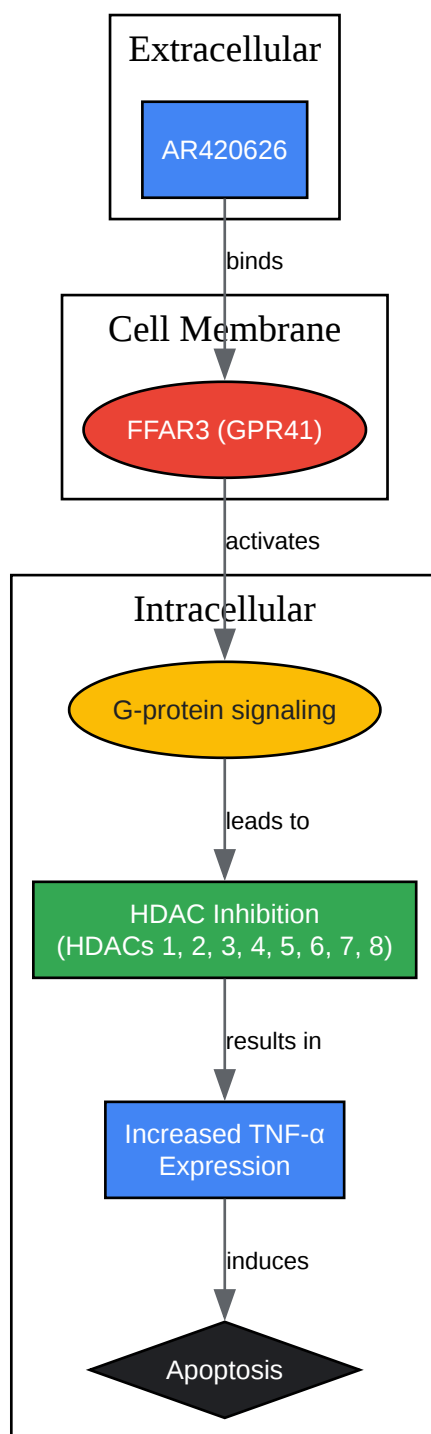 Extracellular
AR420626
binds
Cell Membrane
FFAR3 (GPR41)
activates
Intracellular
G-protein signaling
leads to
HDAC Inhibition
(HDACs 1, 2, 3, 4, 5, 6, 7, 8)
results in
Increased TNF-α
Expression
induces
Apoptosis